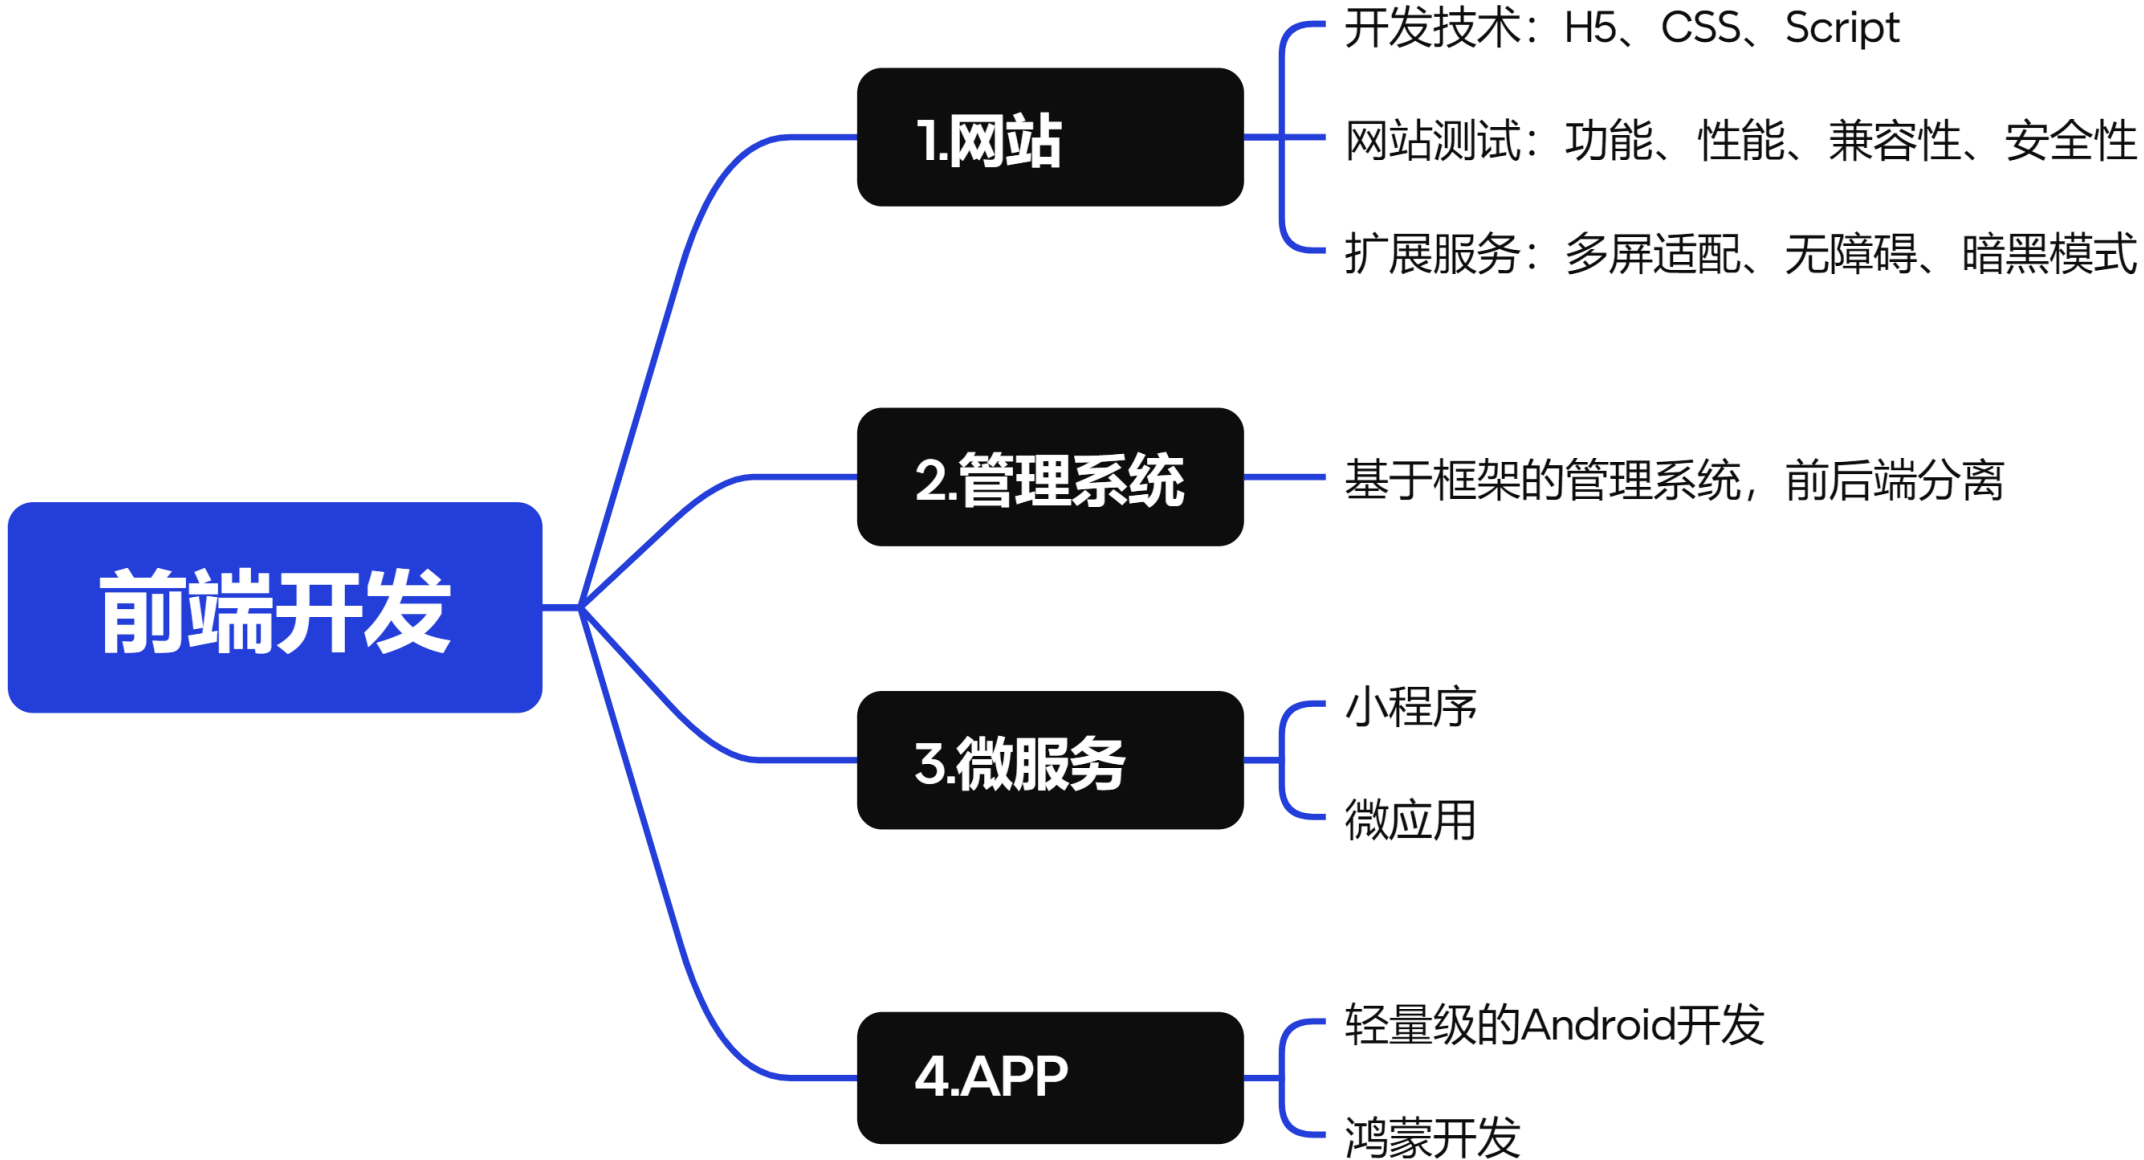 前端开发
1.网站
开发技术：H5、CSS、Script
网站测试：功能、性能、兼容性、安全性
扩展服务：多屏适配、无障碍、暗黑模式
2.管理系统
基于框架的管理系统，前后端分离
3.微服务
小程序
微应用
4.APP
轻量级的Android开发
鸿蒙开发